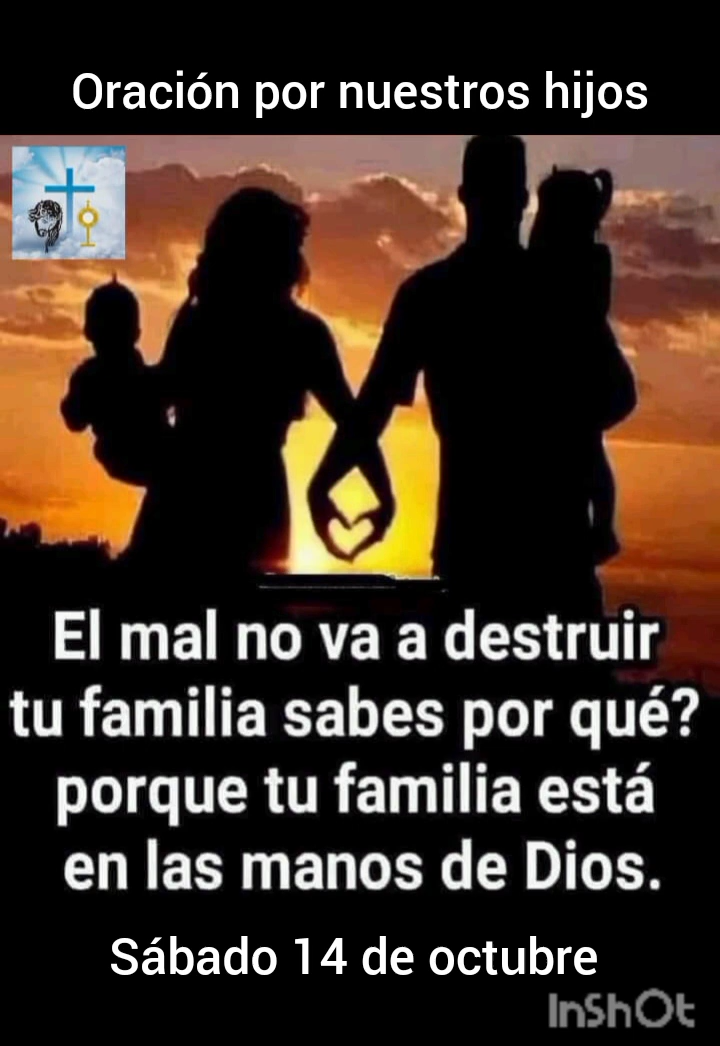 Oración por nuestros hijos
El mal no va a destruir
tu familia sabes por qué?
porque tu familia está
en las manos de Dios.
Sábado 14 de octubre
InShOt